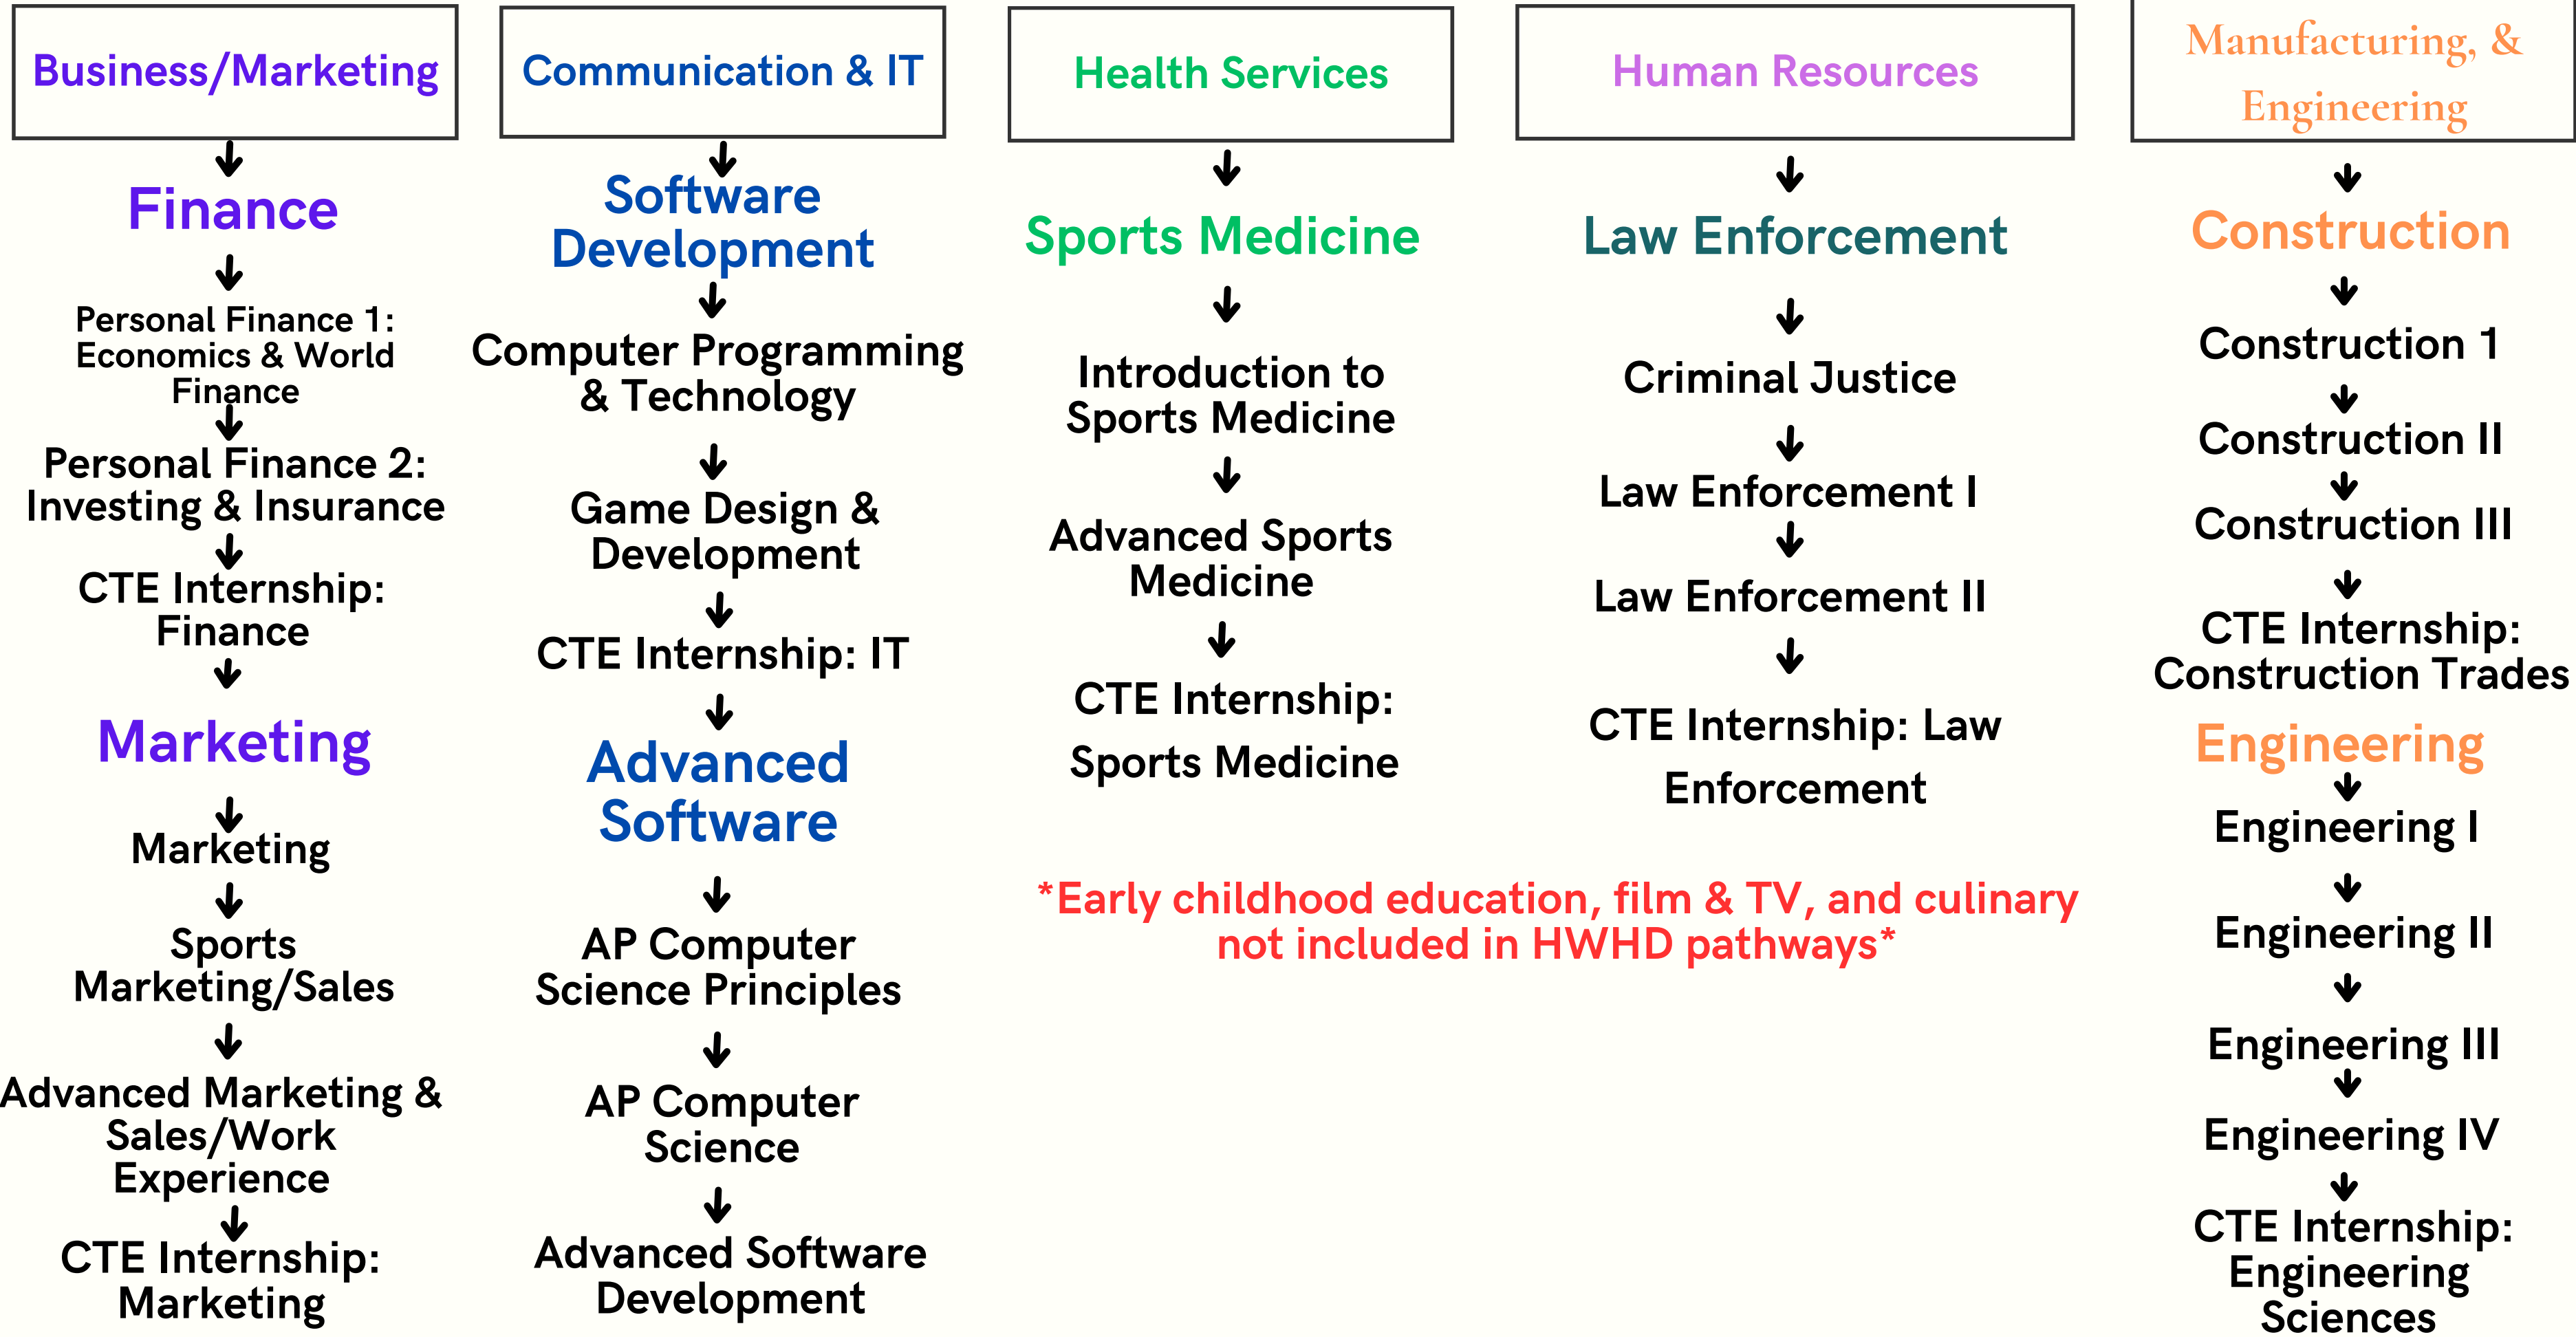 Business/Marketing
Finance
Personal Finance 1:
Economics & World
Finance
Personal Finance 2:
Investing & Insurance
CTE Internship:
Finance
Marketing
Marketing
Sports
Marketing/Sales
Advanced Marketing &
Sales/Work
Experience
CTE Internship:
Marketing
Communication & IT
Software
Development
Computer Programming
& Technology
Game Design &
Development
CTE Internship: IT
Advanced
Software
AP Computer
Science Principles
AP Computer
Science
Advanced Software
Development
Health Services
Sports Medicine
Introduction to
Sports Medicine
Advanced Sports
Medicine
CTE Internship:
Sports Medicine
Human Resources
Law Enforcement
Criminal Justice
Law Enforcement I
Law Enforcement II
CTE Internship: Law
Enforcement
*Early childhood education, film & TV, and culinary
not included in HWHD pathways*
Manufacturing, &
Engineering
Construction
Construction 1
Construction II
Construction III
CTE Internship:
Construction Trades
Engineering
Engineering I
Engineering II
Engineering III
Engineering IV
CTE Internship:
Engineering
Sciences